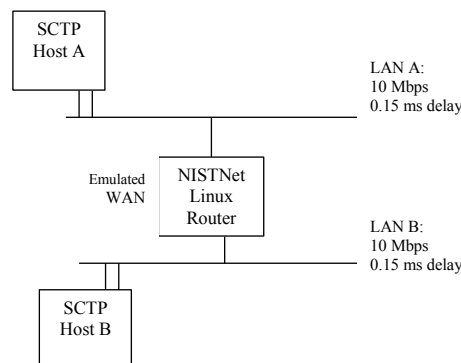 SCTP
Host A
LAN A:
10 Mbps
0.15 ms delay
Emulated
WAN
NISTNet
Linux
Router
LAN B:
10 Mbps
0.15 ms delay
SCTP
Host B